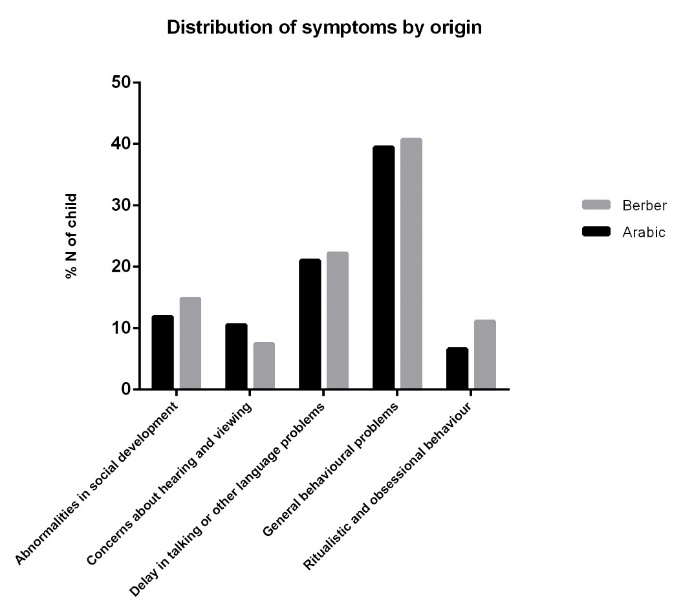 Distribution of symptoms by origin
% N of child
50
40
30
20
10
0
Abnormalities in social development
Concerns about hearing and viewing
Delay in talking or other language problems
General behavioural problems
Ritualistic and obsessional behaviour
Berber
Arabic